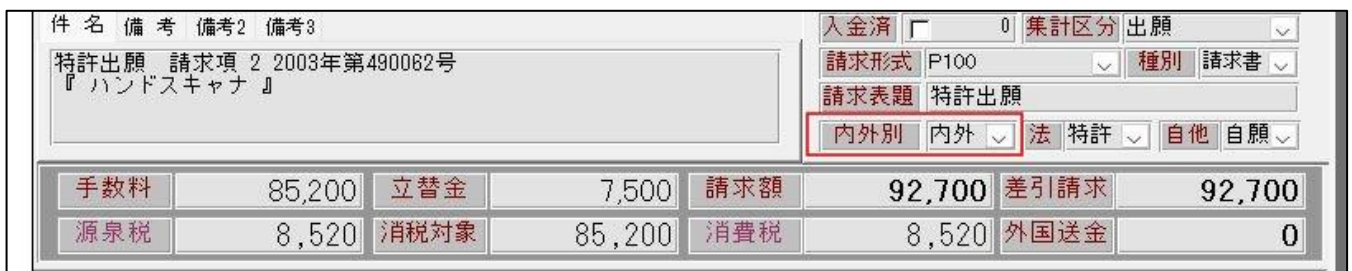 件 名 備 考 備考2 備考3
入金済 0 集計区分 出願
特許出願 請求項 2 2003年第490062号
『 ハンドスキャナ 』
請求形式 P100 種別 請求書
請求表題 特許出願
内外別 内外 法 特許 自他 自願
手数料 85,200 立替金 7,500 請求額 92,700 差引請求 92,700
源泉税 8,520 消税対象 85,200 消費税 8,520 外国送金 0